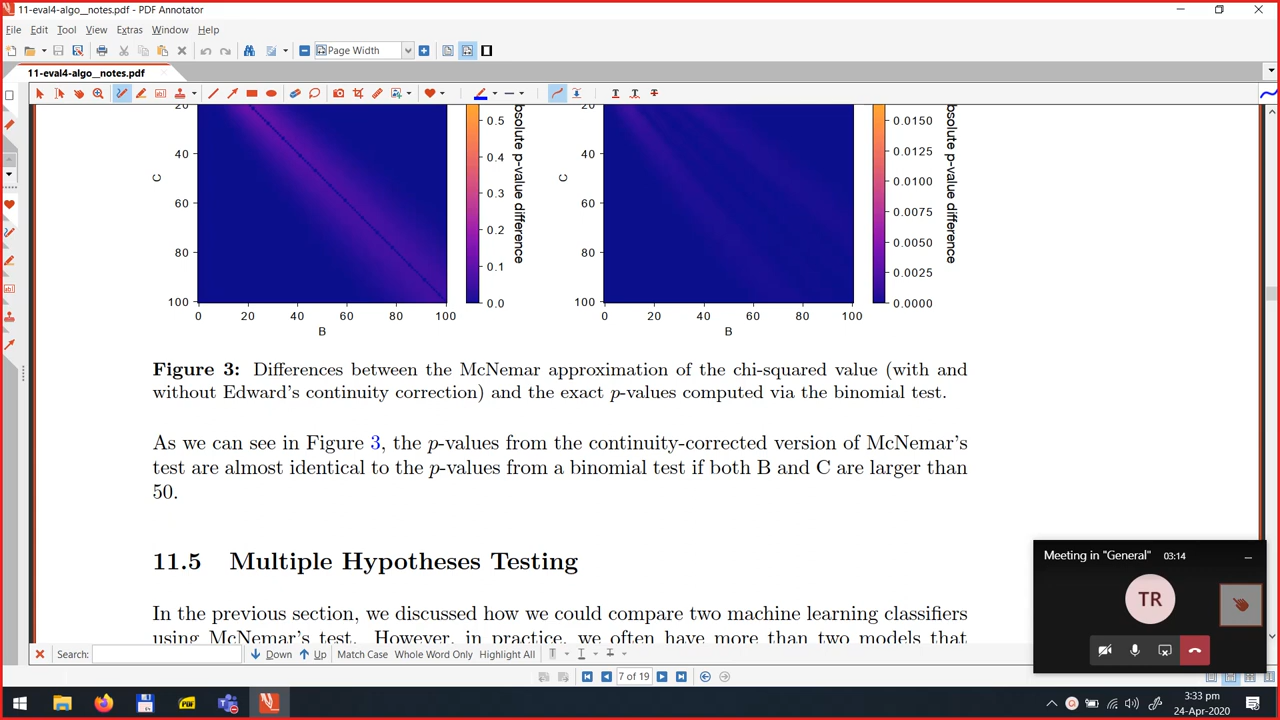 11-eval4-algo__notes.pdf - PDF Annotator
File Edit Tool View Extras Window Help
Page Width
11-eval4-algo__notes.pdf
20 0.5 0.0150
40 0.4 40 0.0125
C 0.3 C 0.0100
60 60 0.0075
0.2 0.0050
80 0.1 80 0.0025
100 0.0 100 0.0000
bsolute p-value difference bsolute p-value difference
0 20 40 60 80 100 0 20 40 60 80 100
B B
Figure 3: Differences between the McNemar approximation of the chi-squared value (with and
without Edward's continuity correction) and the exact p-values computed via the binomial test.
As we can see in Figure 3, the p-values from the continuity-corrected version of McNemar's
test are almost identical to the p-values from a binomial test if both B and C are larger than
50.
11.5 Multiple Hypotheses Testing
In the previous section, we discussed how we could compare two machine learning classifiers
using McNemar's test. However, in practice, we often have more than two models that
Meeting in "General" 03:14
TR
Search: Down Up Match Case Whole Word Only Highlight All
7 of 19
3:33 pm
24-Apr-2020